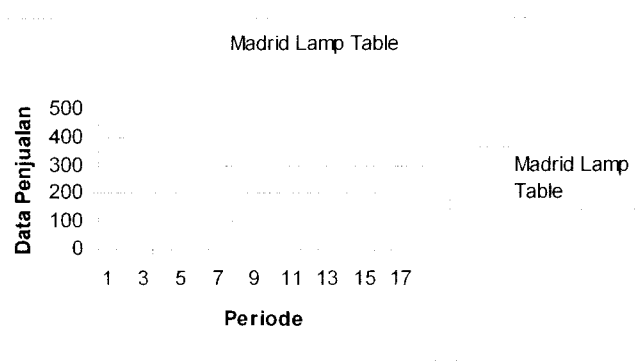 Madrid Lamp Table
Data Penjualan
500
400
300
200
100
0
1 3 5 7 9 11 13 15 17
Periode
Madrid Lamp
Table